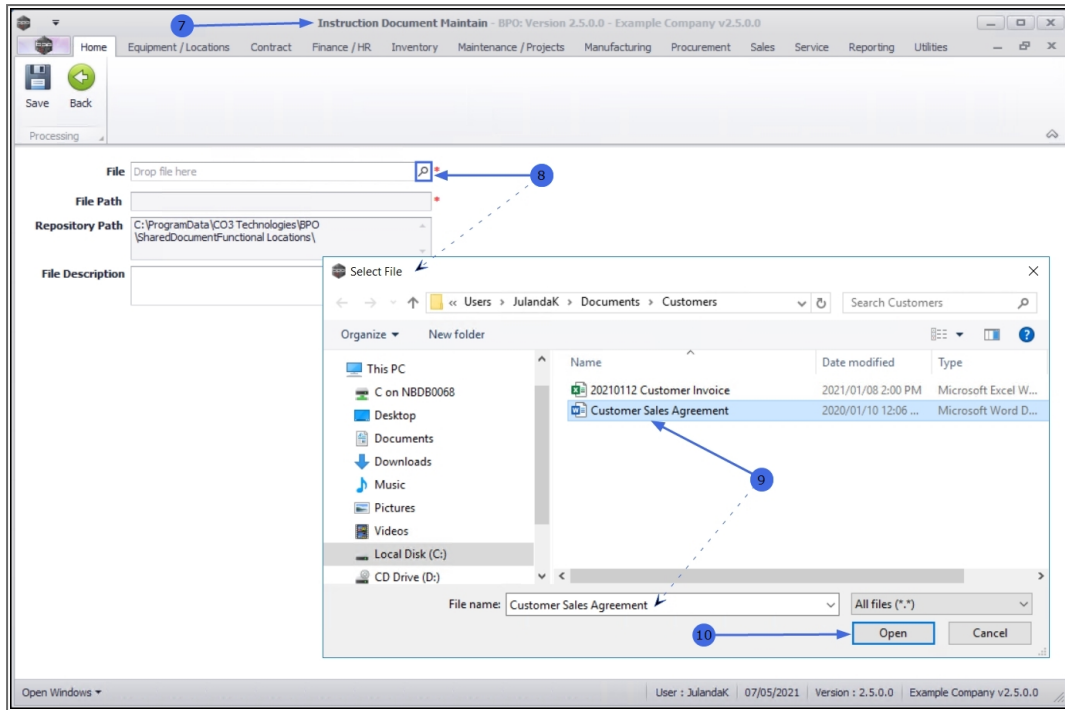 7
Instruction Document Maintain - BPO: Version 2.5.0.0 - Example Company v2.5.0.0
Home Equipment / Locations Contract Finance / HR Inventory Maintenance / Projects Manufacturing Procurement Sales Service Reporting Utilities
Save Back
Processing
File Drop file here * 8
File Path *
Repository Path C:\ProgramData\CO3 Technologies\BPO
\SharedDocumentFunctional Locations\
File Description
Select File
« Users > JulandaK > Documents > Customers Search Customers
Organize New folder
This PC
C on NBDB0068
Desktop
Documents
Downloads
Music
Pictures
Videos
Local Disk (C:)
CD Drive (D:)
Name Date modified Type
20210112 Customer Invoice 2021/01/08 2:00 PM Microsoft Excel W...
Customer Sales Agreement 2020/01/10 12:06 ... Microsoft Word D...
9
File name: Customer Sales Agreement All files (*.*)
10 Open Cancel
Open Windows User : JulandaK 07/05/2021 Version : 2.5.0.0 Example Company v2.5.0.0